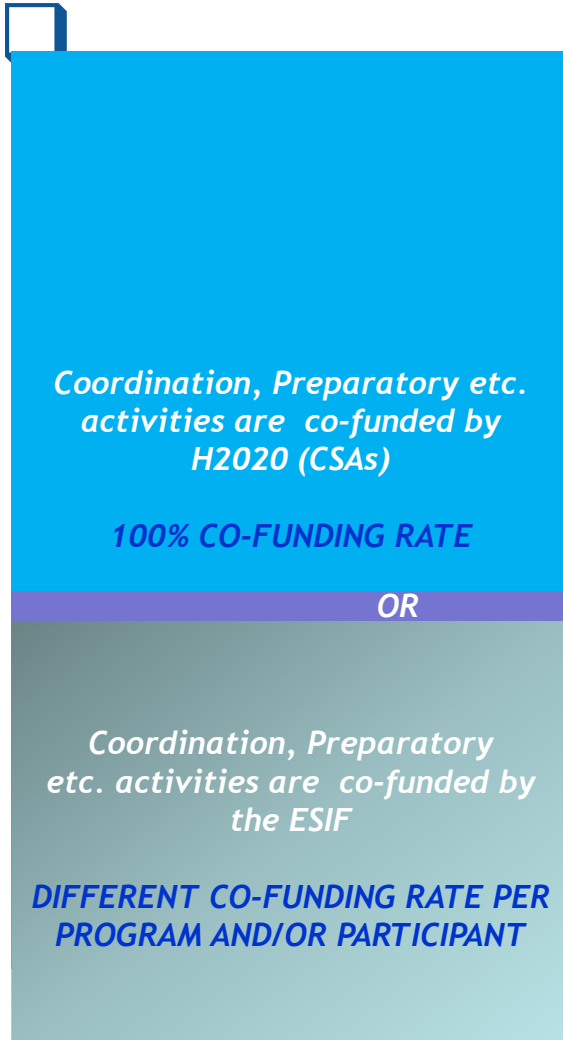 Coordination, Preparatory etc.
activities are co-funded by
H2020 (CSAs)
100% CO-FUNDING RATE
OR
Coordination, Preparatory
etc. activities are co-funded by
the ESIF
DIFFERENT CO-FUNDING RATE PER
PROGRAM AND/OR PARTICIPANT